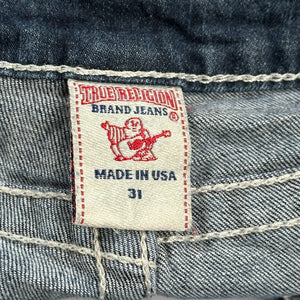 TRUE RELIGION
BRAND JEANS
®
MADE IN USA
31